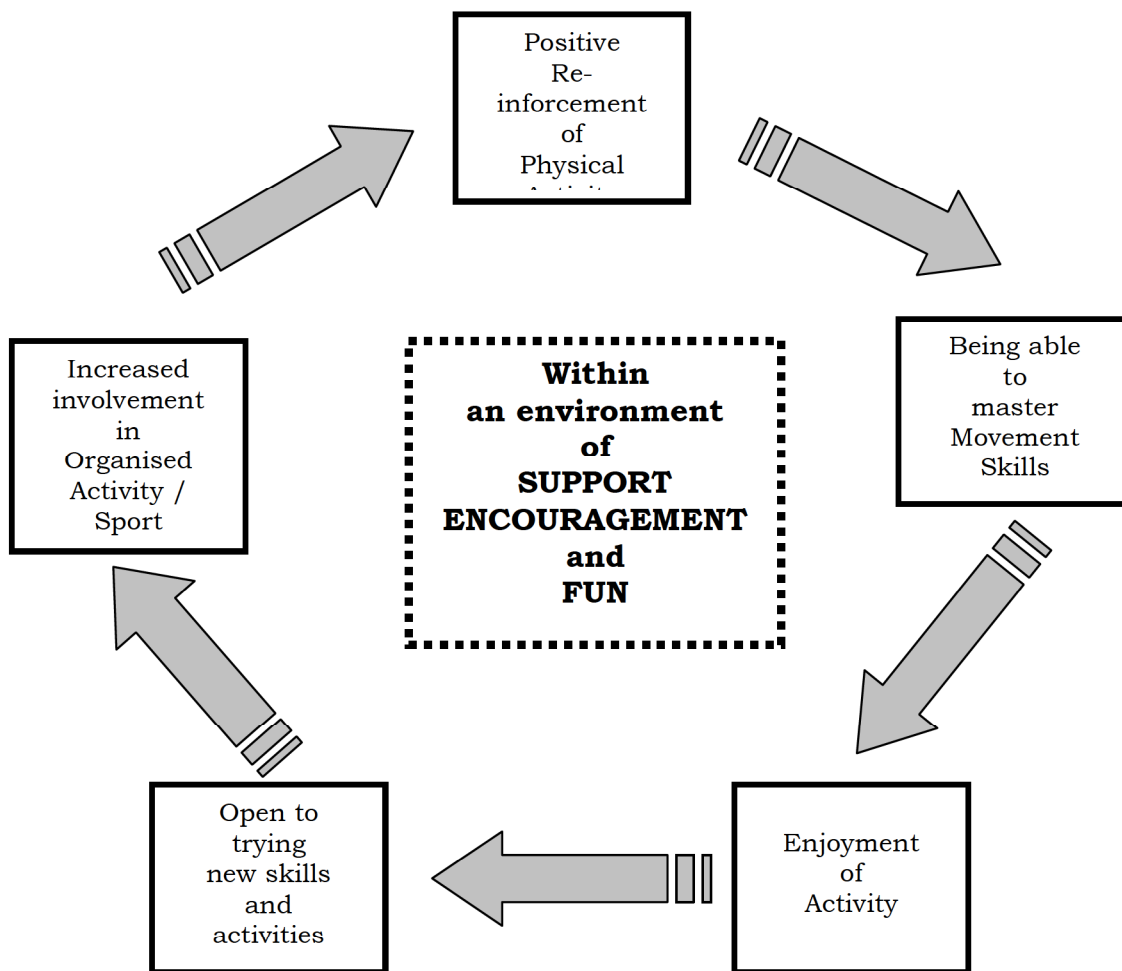 Positive
Re-
inforcement
of
Physical
Being able
to
master
Movement
Skills
Enjoyment
of
Activity
Open to
trying
new skills
and
activities
Increased
involvement
in
Organised
Activity /
Sport
Within
an environment
of
SUPPORT
ENCOURAGEMENT
and
FUN